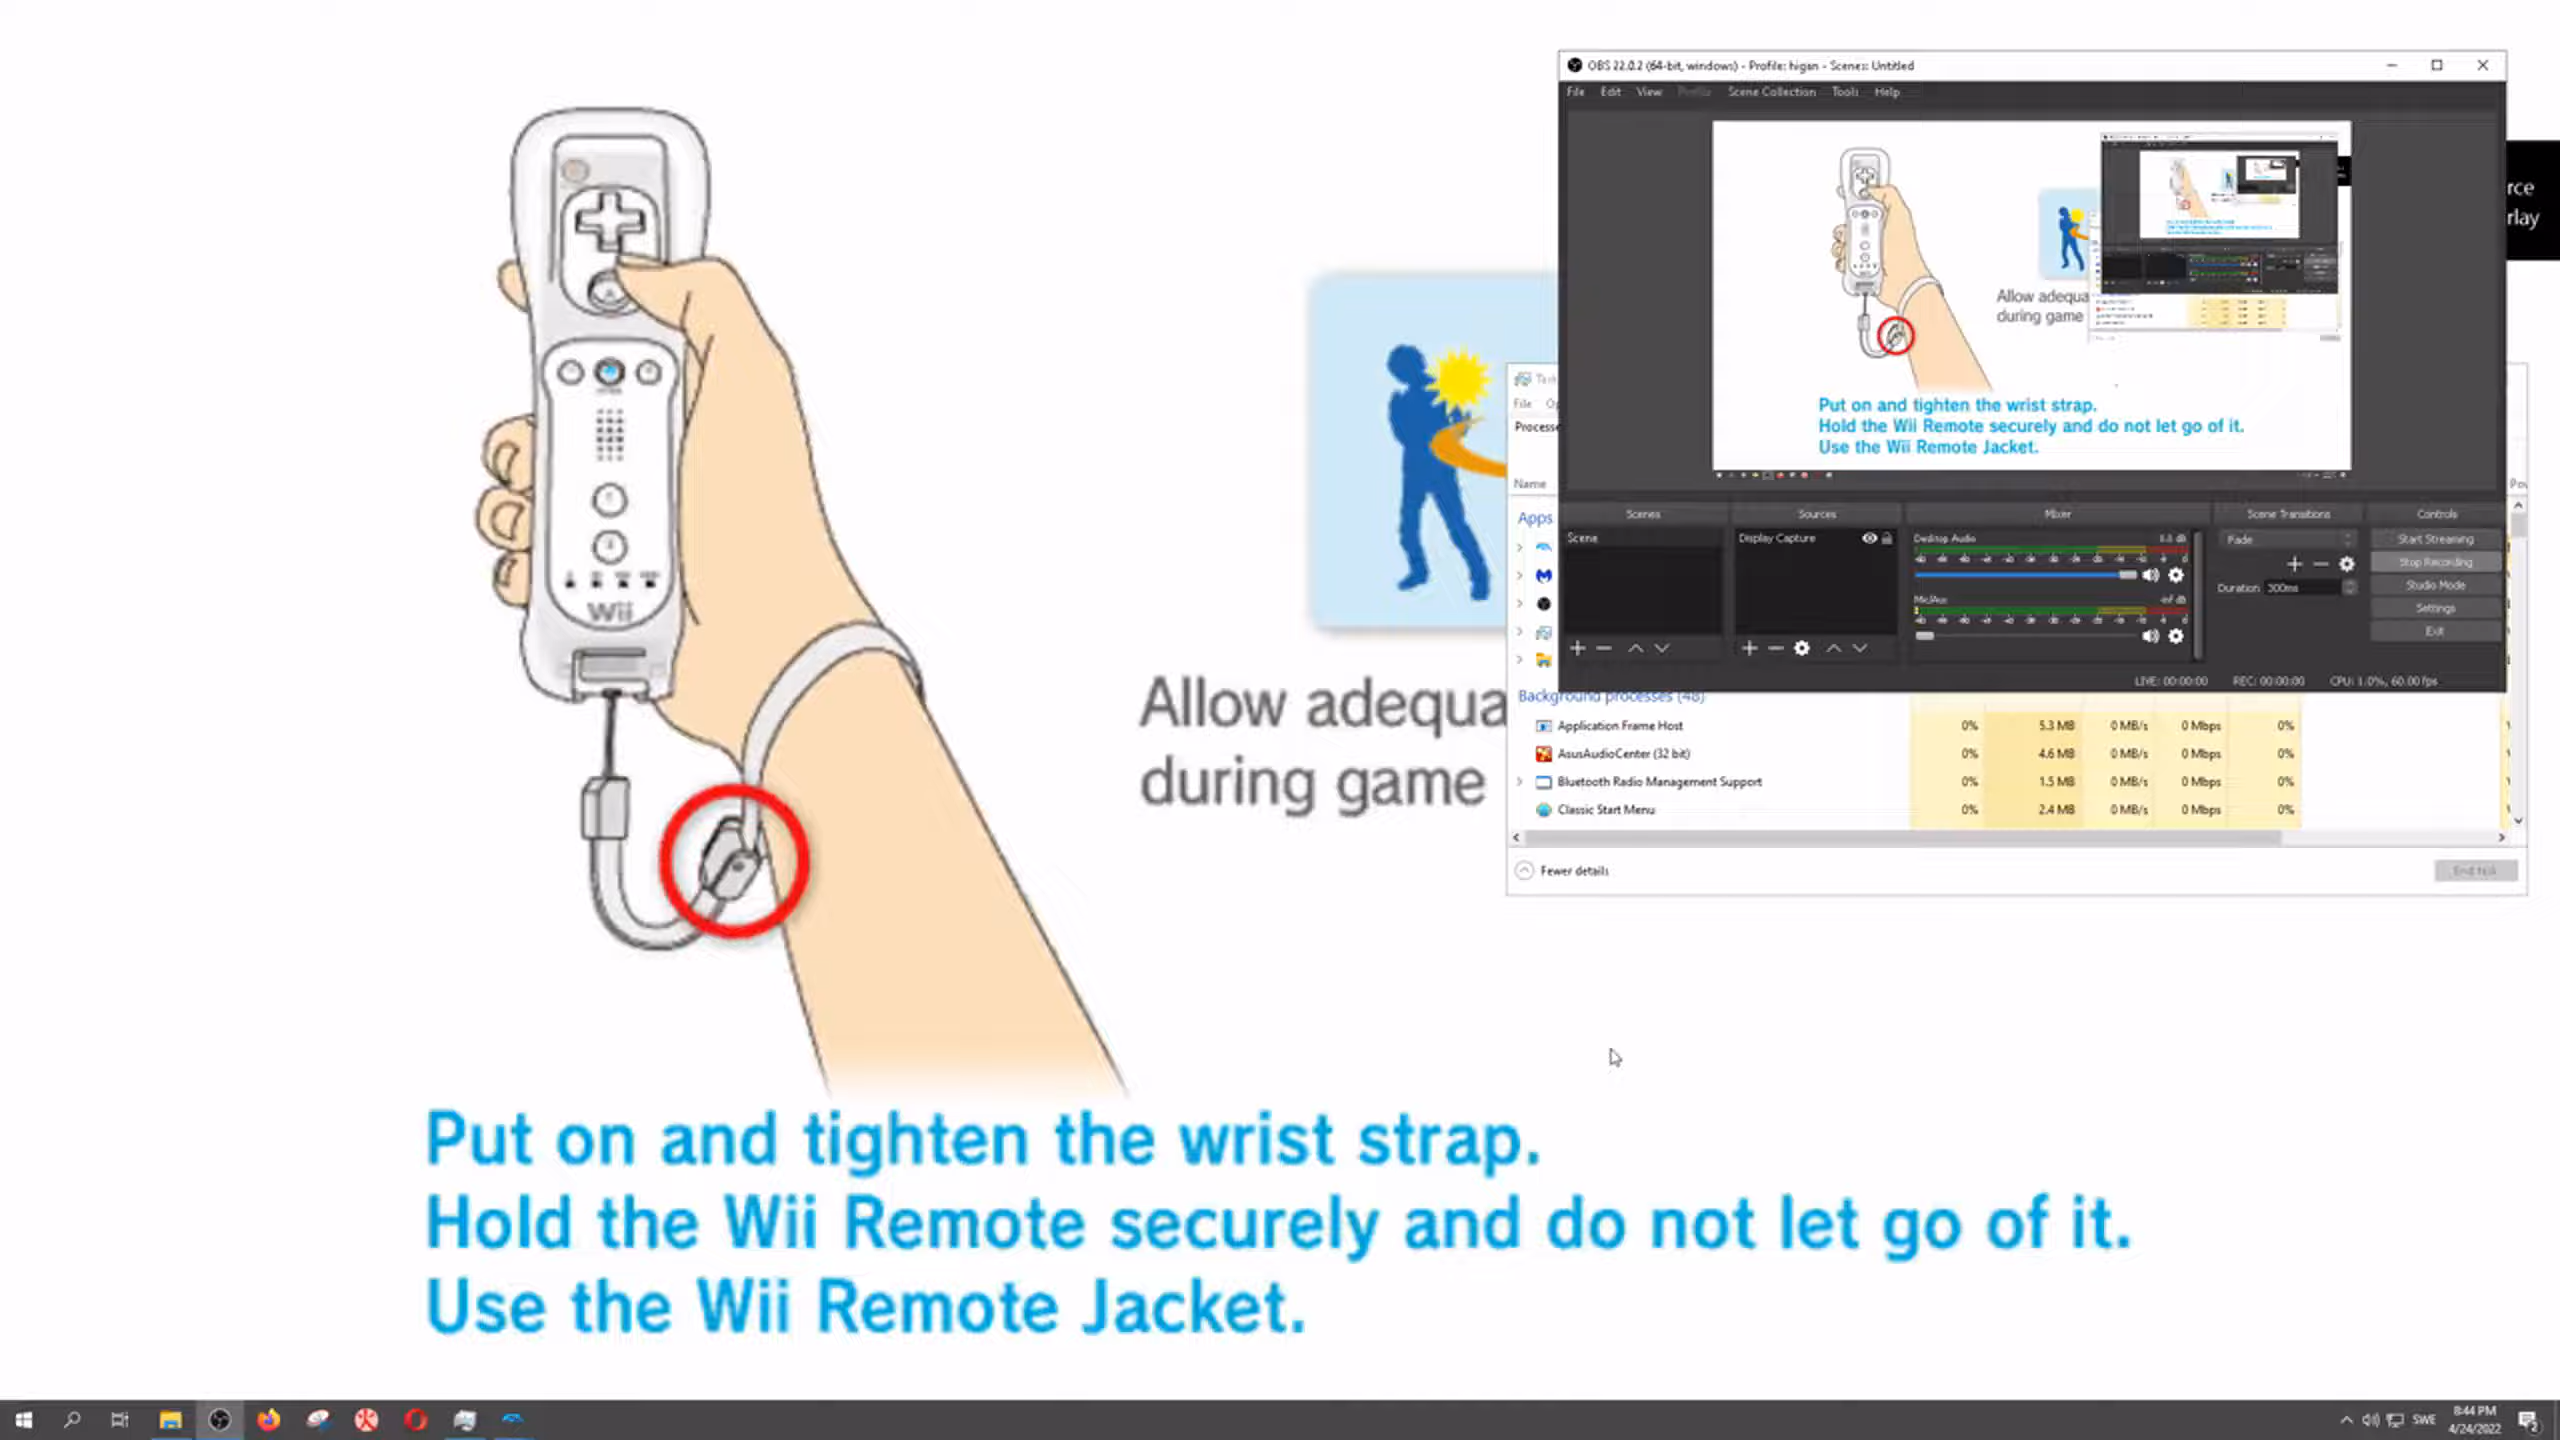 OBS 22.0.2 (64-bit, windows) - Profile: higan - Scenes: Untitled
File Edit View Profile Scene Collection Tools Help
Allow adequa
during game
Put on and tighten the wrist strap.
Hold the Wii Remote securely and do not let go of it.
Use the Wii Remote Jacket.
Scenes
Scene
Sources
Display Capture
Mixer
Desktop Audio
Mic/Aux
Scene Transitions
Fade
Duration 300ms
Controls
Start Streaming
Stop Recording
Studio Mode
Settings
Exit
LIVE: 00:00:00 REC: 00:00:00 CPU: 1.0%, 60.00 fps
rce
rlay
File
Processe
Name
Apps
Background processes (48)
Application Frame Host 0% 5.3 MB 0 MB/s 0 Mbps 0%
AsusAudioCenter (32 bit) 0% 4.6 MB 0 MB/s 0 Mbps 0%
Bluetooth Radio Management Support 0% 1.5 MB 0 MB/s 0 Mbps 0%
Classic Start Menu 0% 2.4 MB 0 MB/s 0 Mbps 0%
Fewer details
End task
Wii
Allow adequa
during game
Put on and tighten the wrist strap.
Hold the Wii Remote securely and do not let go of it.
Use the Wii Remote Jacket.
SWE
8:44 PM
4/24/2022